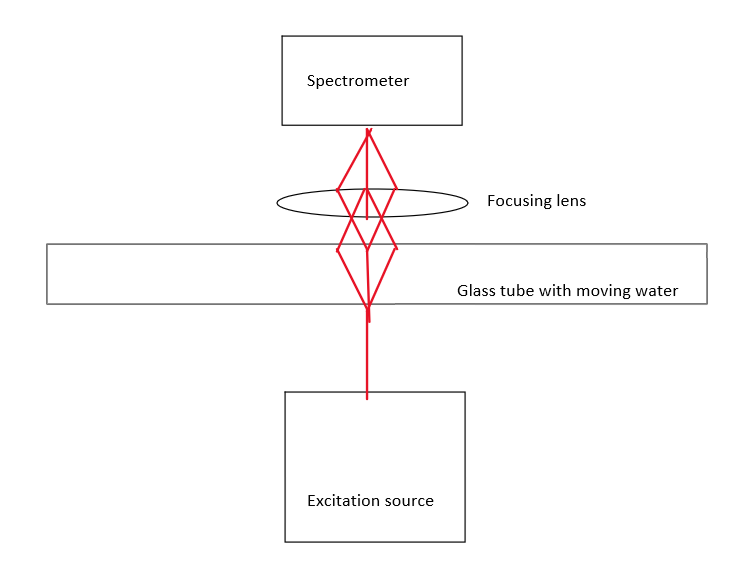 Spectrometer
Focusing lens
Glass tube with moving water
Excitation source